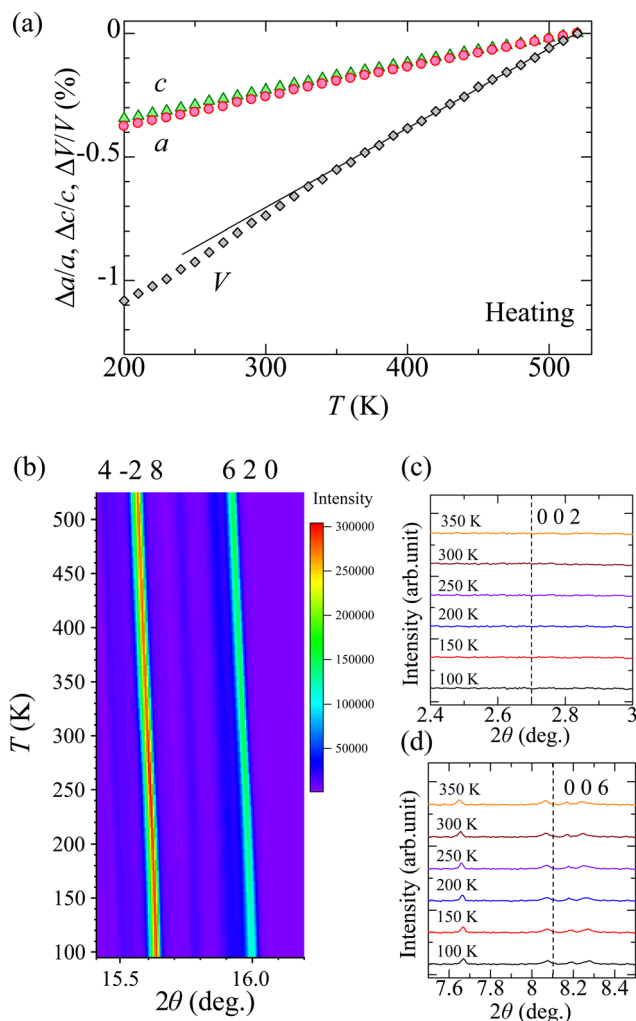 (a)
Δa/a, Δc/c, ΔV/V (%)
0
-0.5
-1
c
a
V
Heating
200
300
400
500
T (K)
(b)
4 -2 8
6 2 0
T (K)
500
450
400
350
300
250
200
150
100
15.5
16.0
2θ (deg.)
Intensity
300000
250000
200000
150000
100000
50000
(c)
Intensity (arb.unit)
0 0 2
350 K
300 K
250 K
200 K
150 K
100 K
2.4
2.6
2.8
3
2θ (deg.)
(d)
Intensity (arb.unit)
0 0 6
350 K
300 K
250 K
200 K
150 K
100 K
7.6
7.8
8
8.2
8.4
2θ (deg.)